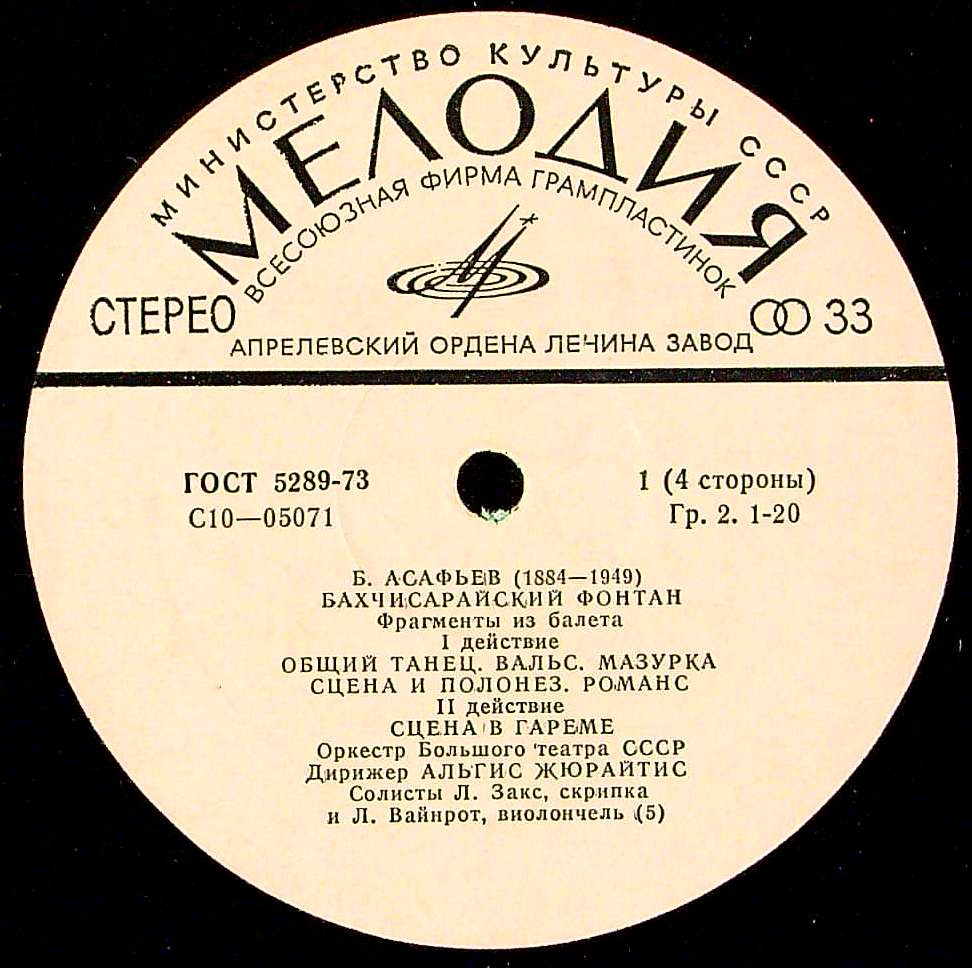 МИНИСТЕРСТВО КУЛЬТУРЫ СССР
МЕЛОДИЯ
ВСЕСОЮЗНАЯ ФИРМА ГРАМПЛАСТИНОК
СТЕРЕО
33
АПРЕЛЕВСКИЙ ОРДЕНА ЛЕЧИНА ЗАВОД
ГОСТ 5289-73
1 (4 стороны)
С10—05071
Гр. 2. 1-20
Б. АСАФЬЕВ (1884—1949)
БАХЧИСАРАЙСКИЙ ФОНТАН
Фрагменты из балета
I действие
ОБЩИЙ ТАНЕЦ. ВАЛЬС. МАЗУРКА
СЦЕНА И ПОЛОНЕЗ. РОМАНС
II действие
СЦЕНА В ГАРЕМЕ
Оркестр Большого театра СССР
Дирижер АЛЬГИС ЖЮРАЙТИС
Солисты Л. Закс, скрипка
и Л. Вайнрот, виолончель (5)